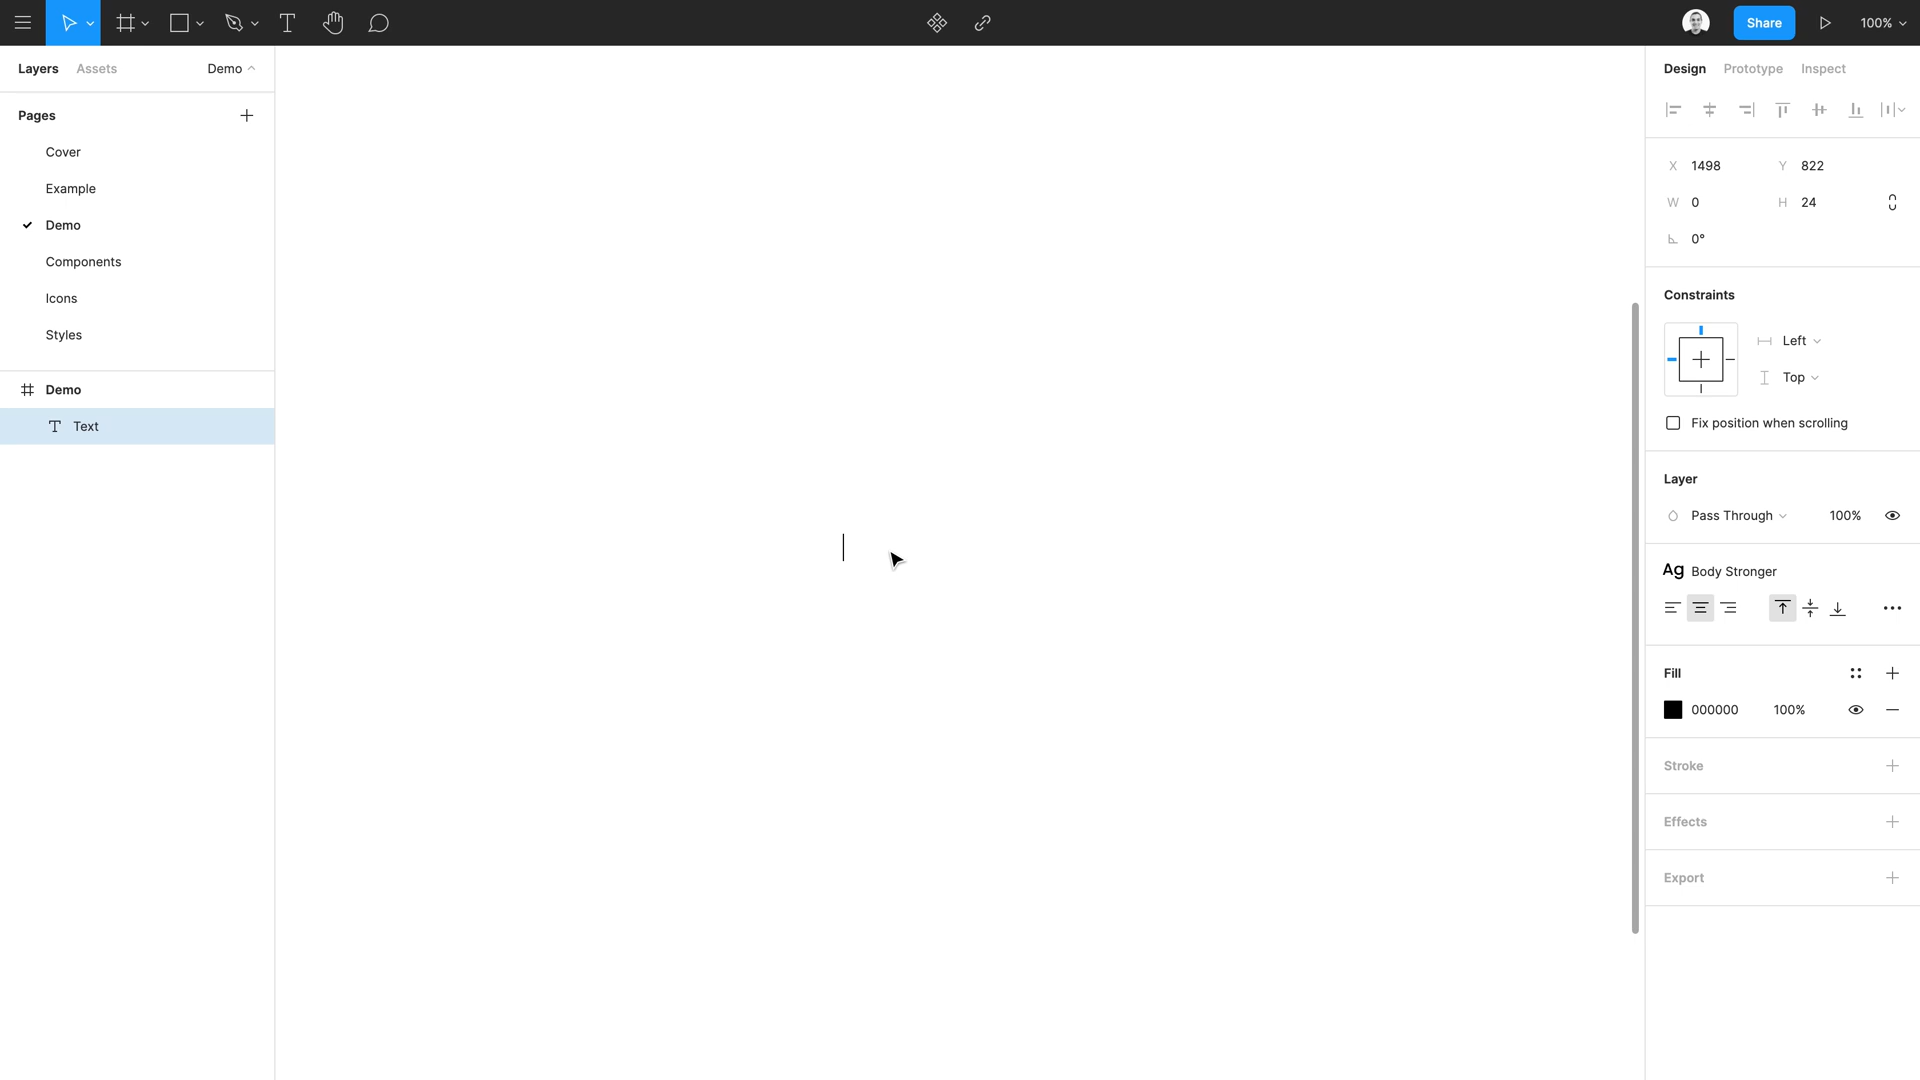 Share
100%
Layers Assets Demo
Pages
Cover
Example
Demo
Components
Icons
Styles
Demo
Text
Design Prototype Inspect
X 1498 Y 822
W 0 H 24
0°
Constraints
Left
Top
Fix position when scrolling
Layer
Pass Through 100%
Ag Body Stronger
Fill
000000 100%
Stroke
Effects
Export